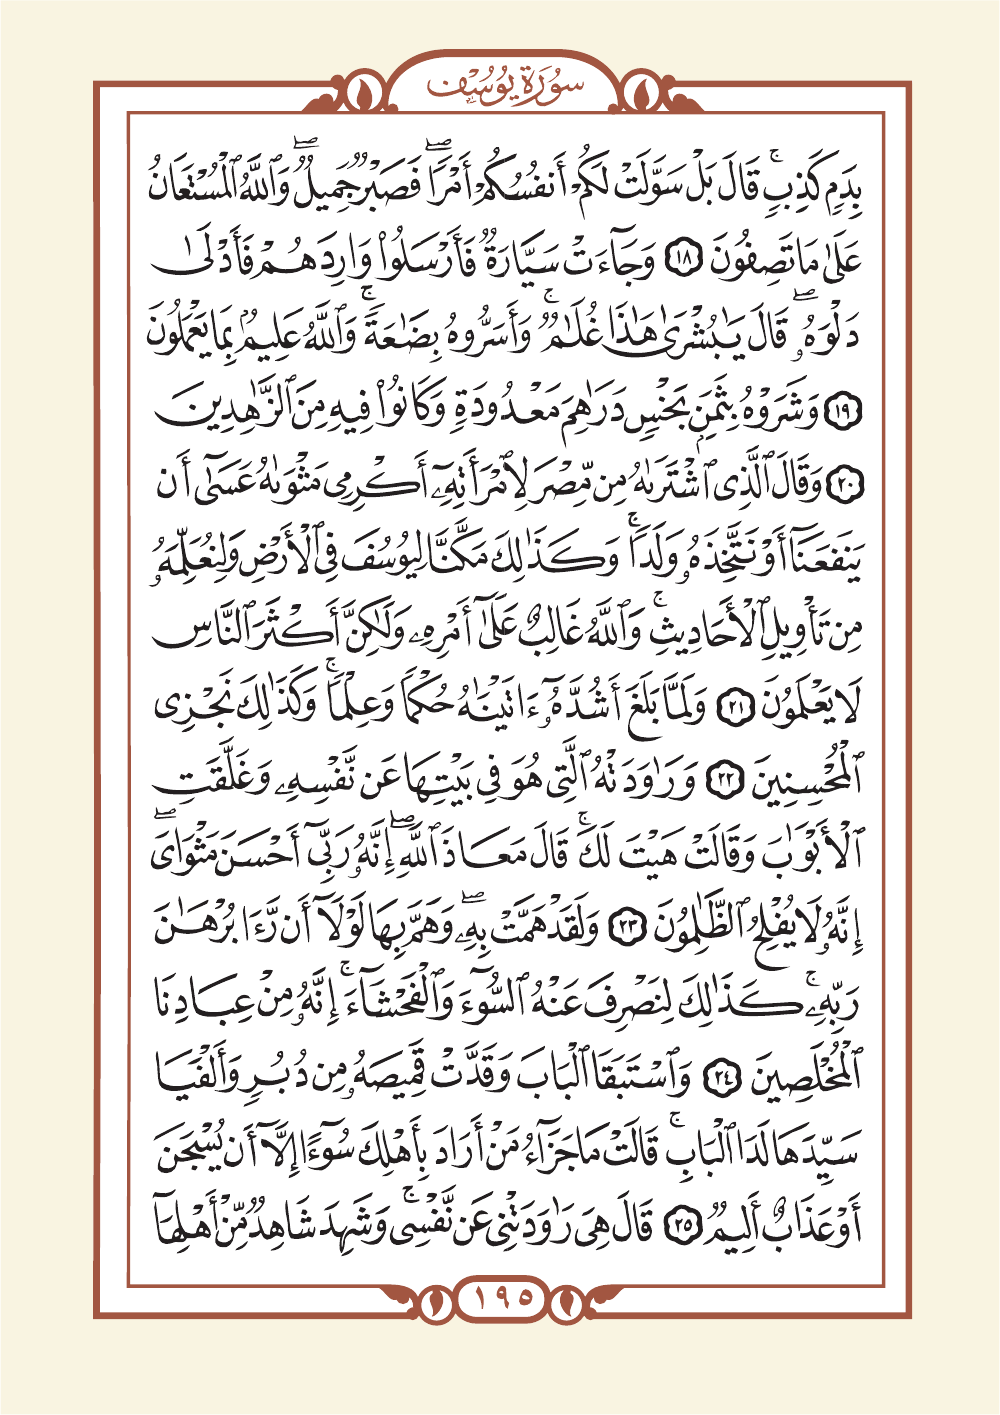 سُورَةُ يُوسُف
بِدَمٍ كَذِبٍۚ قَالَ بَلْ سَوَّلَتْ لَكُمْ أَنفُسُكُمْ أَمْرًاۖ فَصَبْرٌ جَمِيلٌۖ وَٱللَّهُ ٱلْمُسْتَعَانُ
عَلَىٰ مَا تَصِفُونَ ١٨ وَجَآءَتْ سَيَّارَةٌ فَأَرْسَلُوا۟ وَارِدَهُمْ فَأَدْلَىٰ
دَلْوَهُۥۖ قَالَ يَٰبُشْرَىٰ هَٰذَا غُلَٰمٌۚ وَأَسَرُّوهُ بِضَٰعَةًۚ وَٱللَّهُ عَلِيمٌۢ بِمَا يَعْمَلُونَ
١٩ وَشَرَوْهُ بِثَمَنٍۭ بَخْسٍ دَرَٰهِمَ مَعْدُودَةٍ وَكَانُوا۟ فِيهِ مِنَ ٱلزَّٰهِدِينَ
٢٠ وَقَالَ ٱلَّذِى ٱشْتَرَىٰهُ مِن مِّصْرَ لِٱمْرَأَتِهِۦٓ أَكْرِمِى مَثْوَىٰهُ عَسَىٰٓ أَن
يَنفَعَنَآ أَوْ نَتَّخِذَهُۥ وَلَدًاۚ وَكَذَٰلِكَ مَكَّنَّا لِيُوسُفَ فِى ٱلْأَرْضِ وَلِنُعَلِّمَهُۥ
مِن تَأْوِيلِ ٱلْأَحَادِيثِۚ وَٱللَّهُ غَالِبٌ عَلَىٰٓ أَمْرِهِۦ وَلَٰكِنَّ أَكْثَرَ ٱلنَّاسِ
لَا يَعْلَمُونَ ٢١ وَلَمَّا بَلَغَ أَشُدَّهُۥٓ ءَاتَيْنَٰهُ حُكْمًا وَعِلْمًاۚ وَكَذَٰلِكَ نَجْزِى
ٱلْمُحْسِنِينَ ٢٢ وَرَٰوَدَتْهُ ٱلَّتِى هُوَ فِى بَيْتِهَا عَن نَّفْسِهِۦ وَغَلَّقَتِ
ٱلْأَبْوَٰبَ وَقَالَتْ هَيْتَ لَكَۚ قَالَ مَعَاذَ ٱللَّهِۖ إِنَّهُۥ رَبِّىٓ أَحْسَنَ مَثْوَاىَۖ
إِنَّهُۥ لَا يُفْلِحُ ٱلظَّٰلِمُونَ ٢٣ وَلَقَدْ هَمَّتْ بِهِۦۖ وَهَمَّ بِهَا لَوْلَآ أَن رَّءَا بُرْهَٰنَ
رَبِّهِۦۚ كَذَٰلِكَ لِنَصْرِفَ عَنْهُ ٱلسُّوٓءَ وَٱلْفَحْشَآءَۚ إِنَّهُۥ مِنْ عِبَادِنَا
ٱلْمُخْلَصِينَ ٢٤ وَٱسْتَبَقَا ٱلْبَابَ وَقَدَّتْ قَمِيصَهُۥ مِن دُبُرٍ وَأَلْفَيَا
سَيِّدَهَا لَدَا ٱلْبَابِۚ قَالَتْ مَا جَزَآءُ مَنْ أَرَادَ بِأَهْلِكَ سُوٓءًا إِلَّآ أَن يُسْجَنَ
أَوْ عَذَابٌ أَلِيمٌ ٢٥ قَالَ هِىَ رَٰوَدَتْنِى عَن نَّفْسِىۚ وَشَهِدَ شَاهِدٌ مِّنْ أَهْلِهَآ
١٩٥